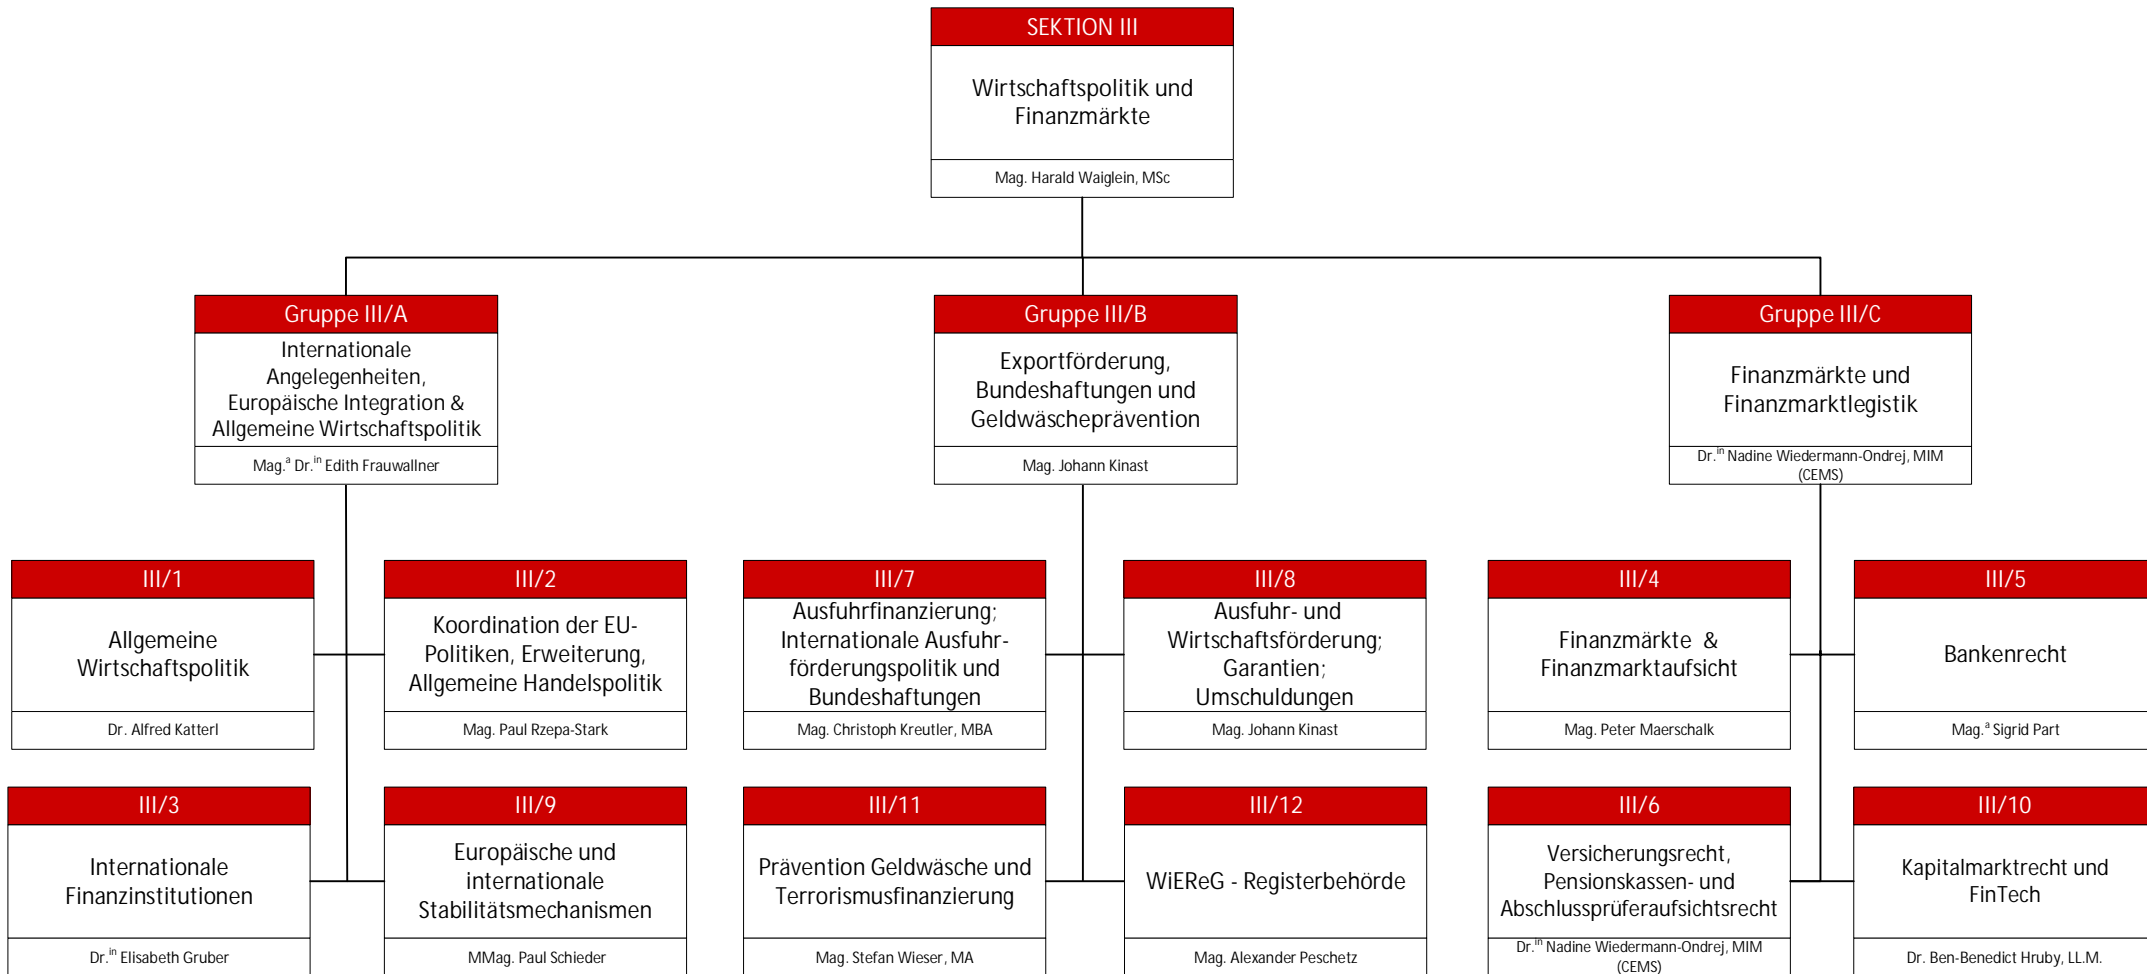 SEKTION III
Wirtschaftspolitik und
Finanzmärkte
Mag. Harald Waiglein, MSc
Gruppe III/A
Internationale
Angelegenheiten,
Europäische Integration &
Allgemeine Wirtschaftspolitik
Mag.ª Dr.ⁱⁿ Edith Frauwallner
Gruppe III/B
Exportförderung,
Bundeshaftungen und
Geldwäscheprävention
Mag. Johann Kinast
Gruppe III/C
Finanzmärkte und
Finanzmarktlegistik
Dr.ⁱⁿ Nadine Wiedermann-Ondrej, MIM
(CEMS)
III/1
Allgemeine
Wirtschaftspolitik
Dr. Alfred Katterl
III/2
Koordination der EU-
Politiken, Erweiterung,
Allgemeine Handelspolitik
Mag. Paul Rzepa-Stark
III/7
Ausfuhrfinanzierung;
Internationale Ausfuhr-
förderungspolitik und
Bundeshaftungen
Mag. Christoph Kreutler, MBA
III/8
Ausfuhr- und
Wirtschaftsförderung;
Garantien;
Umschuldungen
Mag. Johann Kinast
III/4
Finanzmärkte &
Finanzmarktaufsicht
Mag. Peter Maerschalk
III/5
Bankenrecht
Mag.ª Sigrid Part
III/3
Internationale
Finanzinstitutionen
Dr.ⁱⁿ Elisabeth Gruber
III/9
Europäische und
internationale
Stabilitätsmechanismen
MMag. Paul Schieder
III/11
Prävention Geldwäsche und
Terrorismusfinanzierung
Mag. Stefan Wieser, MA
III/12
WiEReG - Registerbehörde
Mag. Alexander Peschetz
III/6
Versicherungsrecht,
Pensionskassen- und
Abschlussprüferaufsichtsrecht
Dr.ⁱⁿ Nadine Wiedermann-Ondrej, MIM
(CEMS)
III/10
Kapitalmarktrecht und
FinTech
Dr. Ben-Benedict Hruby, LL.M.